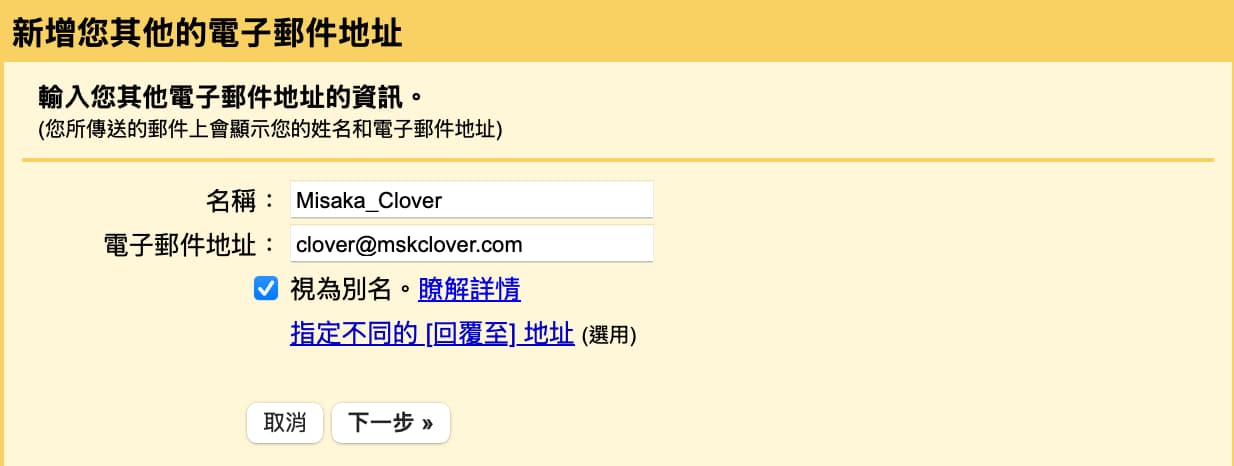 新增您其他的電子郵件地址
輸入您其他電子郵件地址的資訊。
(您所傳送的郵件上會顯示您的姓名和電子郵件地址)
名稱： Misaka_Clover
電子郵件地址： clover@mskclover.com
視為別名。瞭解詳情
指定不同的 [回覆至] 地址 (選用)
取消 下一步 »